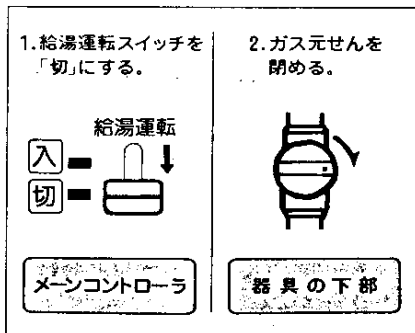 1.給湯運転スイッチを
「切」にする。
給湯運転
入
切
メーンコントローラ
2.ガス元せんを
閉める。
器具の下部